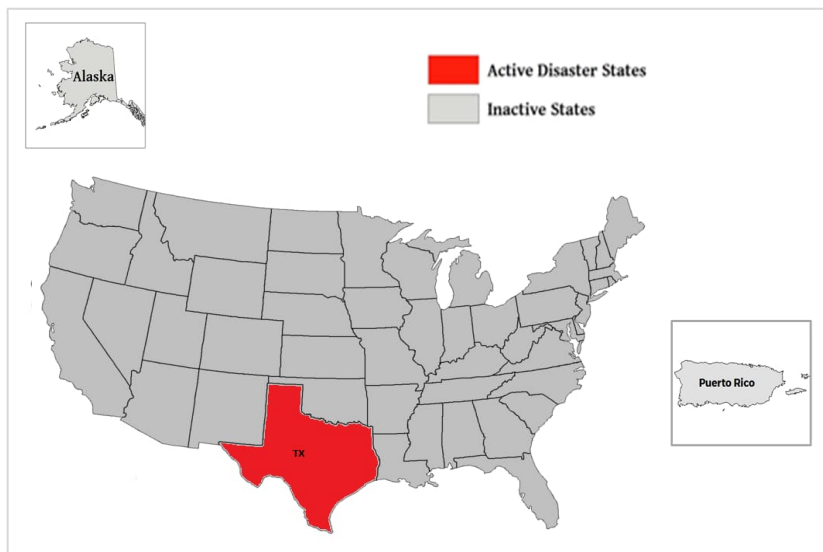 Alaska
Active Disaster States
Inactive States
Puerto Rico
TX